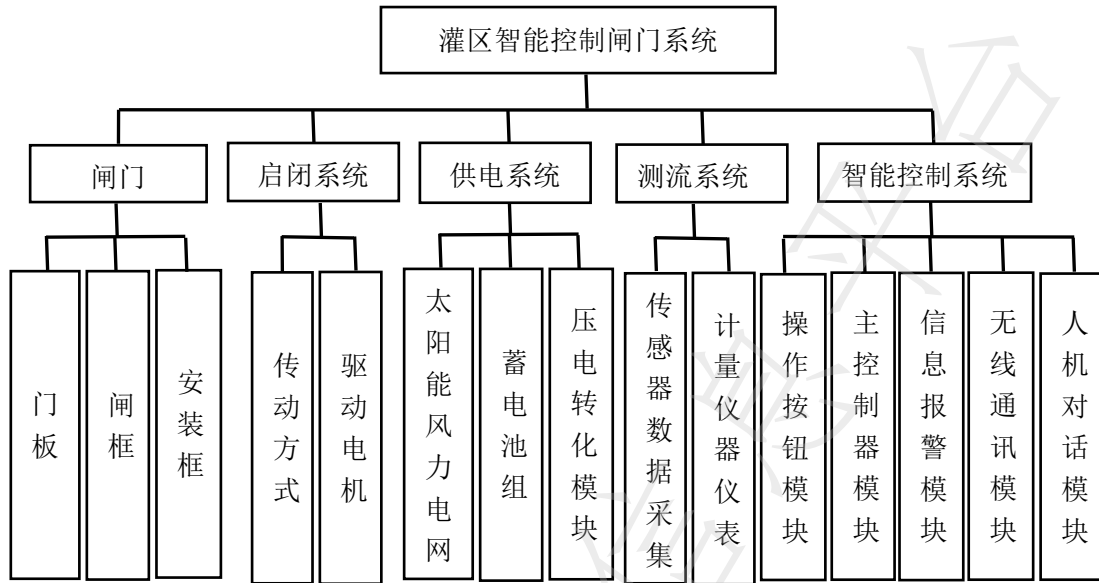 灌区智能控制闸门系统
闸门
启闭系统
供电系统
测流系统
智能控制系统
门板
闸框
安装框
传动方式
驱动电机
太阳能风力电网
蓄电池组
压电转化模块
传感器数据采集
计量仪器仪表
操作按钮模块
主控制器模块
信息报警模块
无线通讯模块
人机对话模块